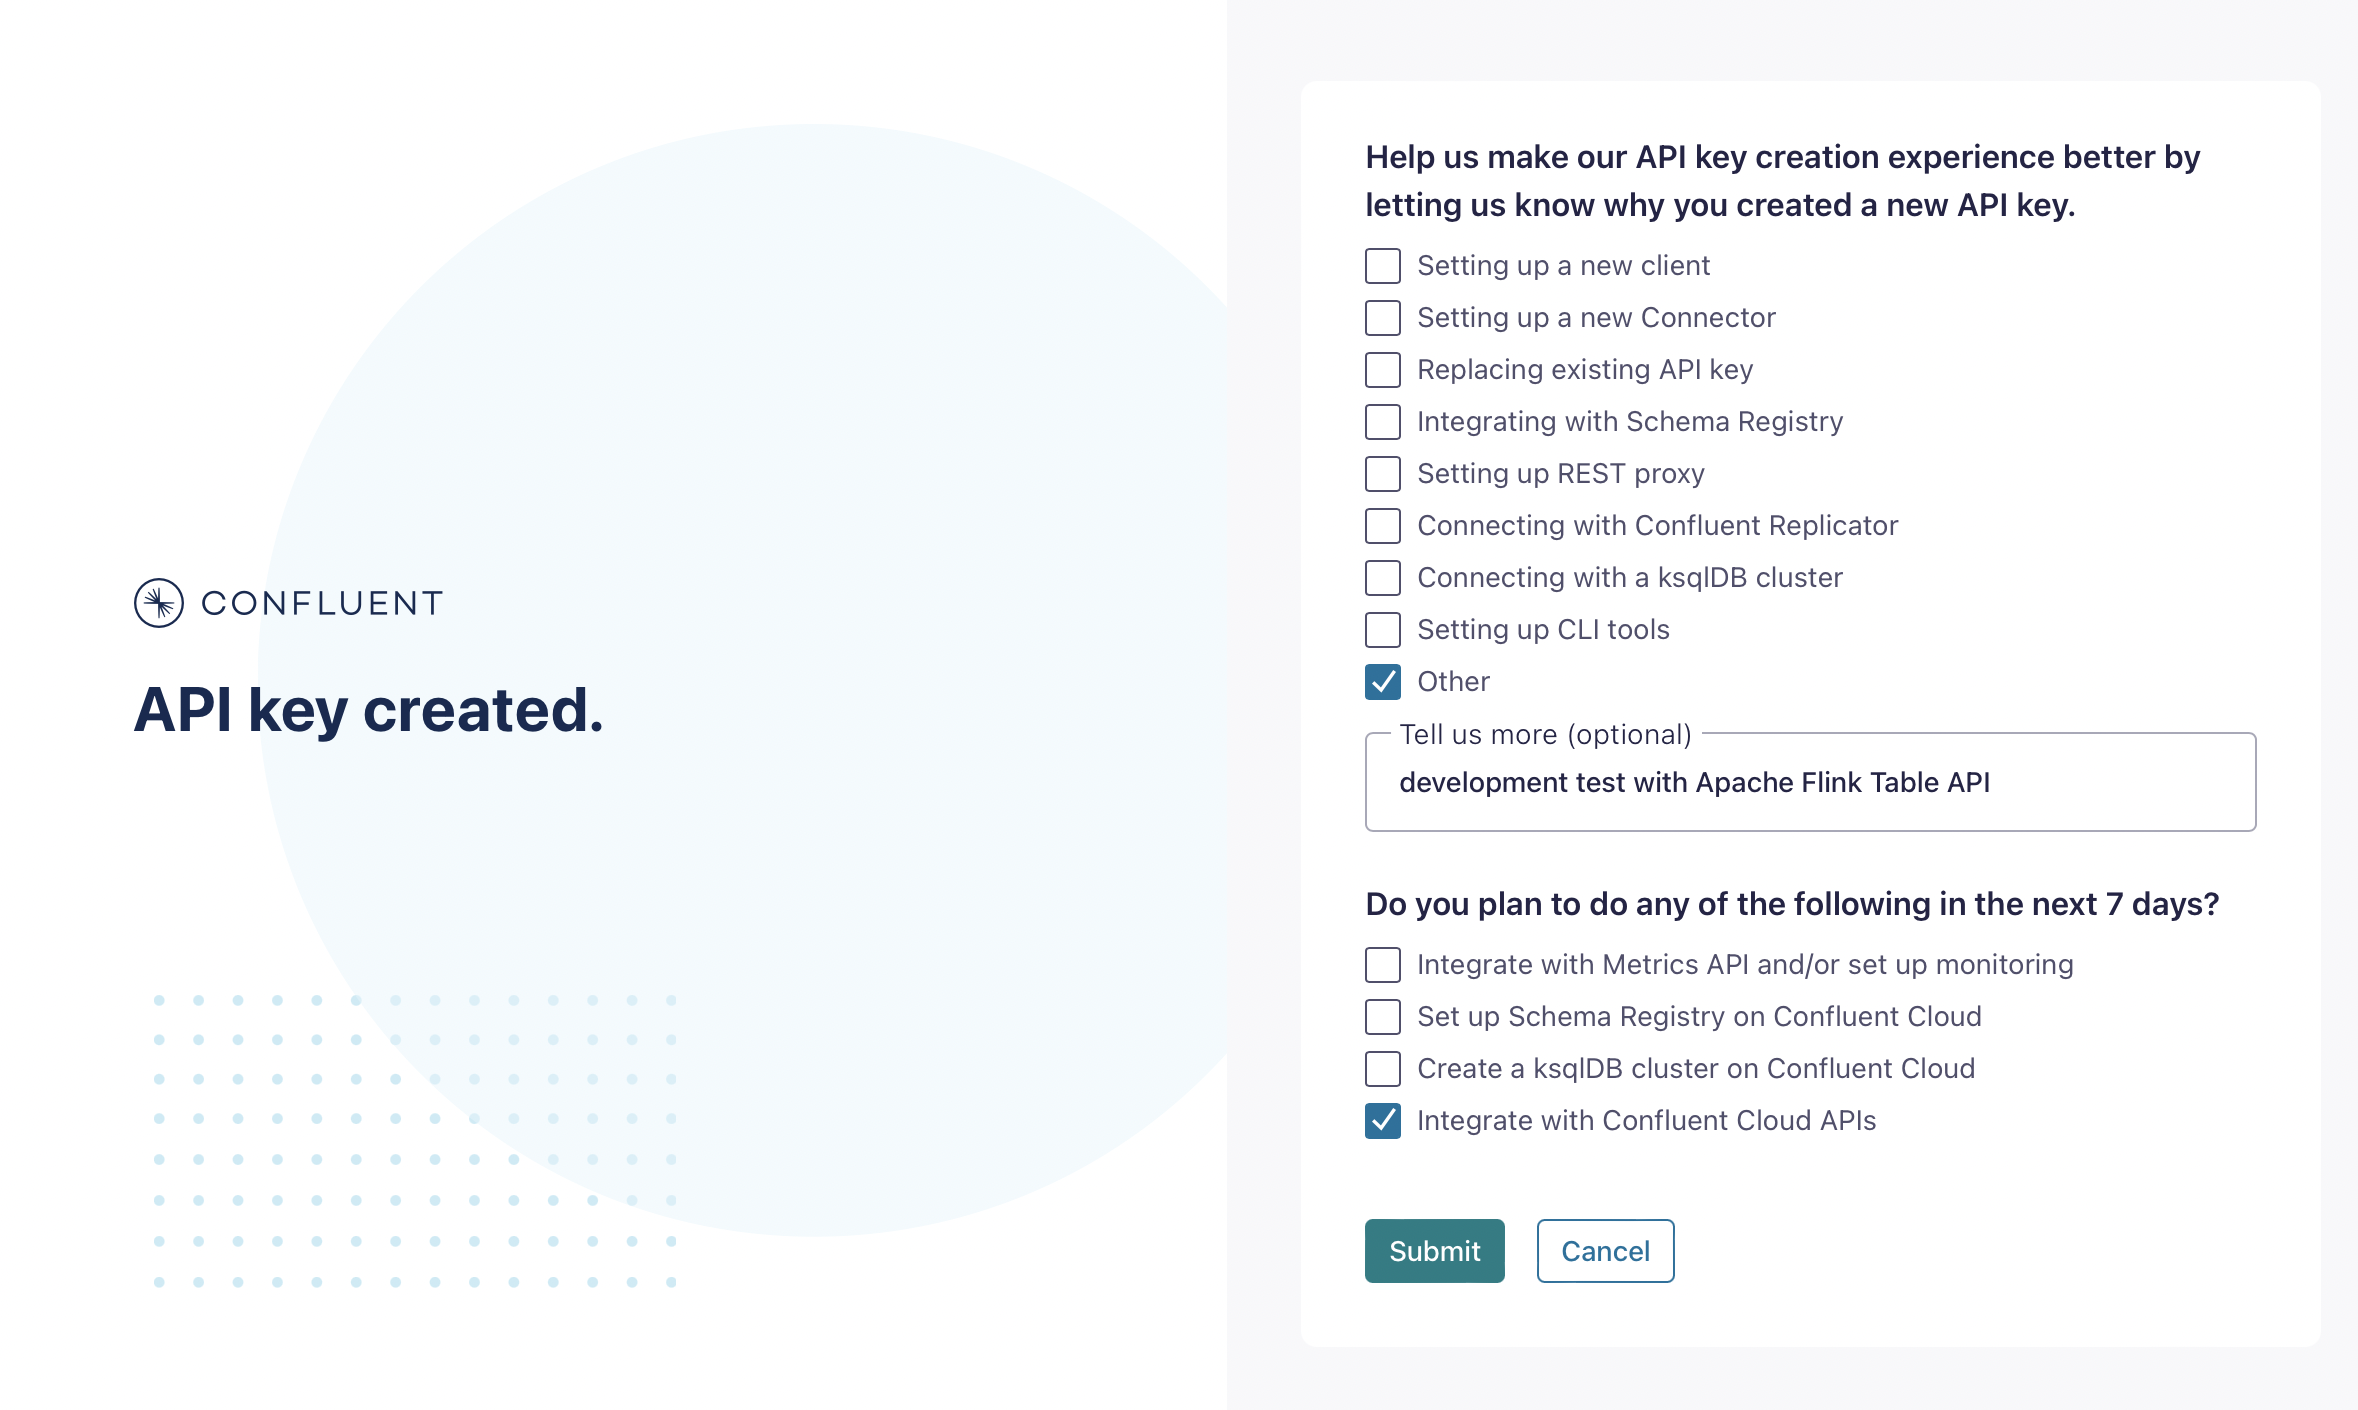 CONFLUENT
API key created.
Help us make our API key creation experience better by
letting us know why you created a new API key.
Setting up a new client
Setting up a new Connector
Replacing existing API key
Integrating with Schema Registry
Setting up REST proxy
Connecting with Confluent Replicator
Connecting with a ksqlDB cluster
Setting up CLI tools
Other
Tell us more (optional)
development test with Apache Flink Table API
Do you plan to do any of the following in the next 7 days?
Integrate with Metrics API and/or set up monitoring
Set up Schema Registry on Confluent Cloud
Create a ksqlDB cluster on Confluent Cloud
Integrate with Confluent Cloud APIs
Submit
Cancel